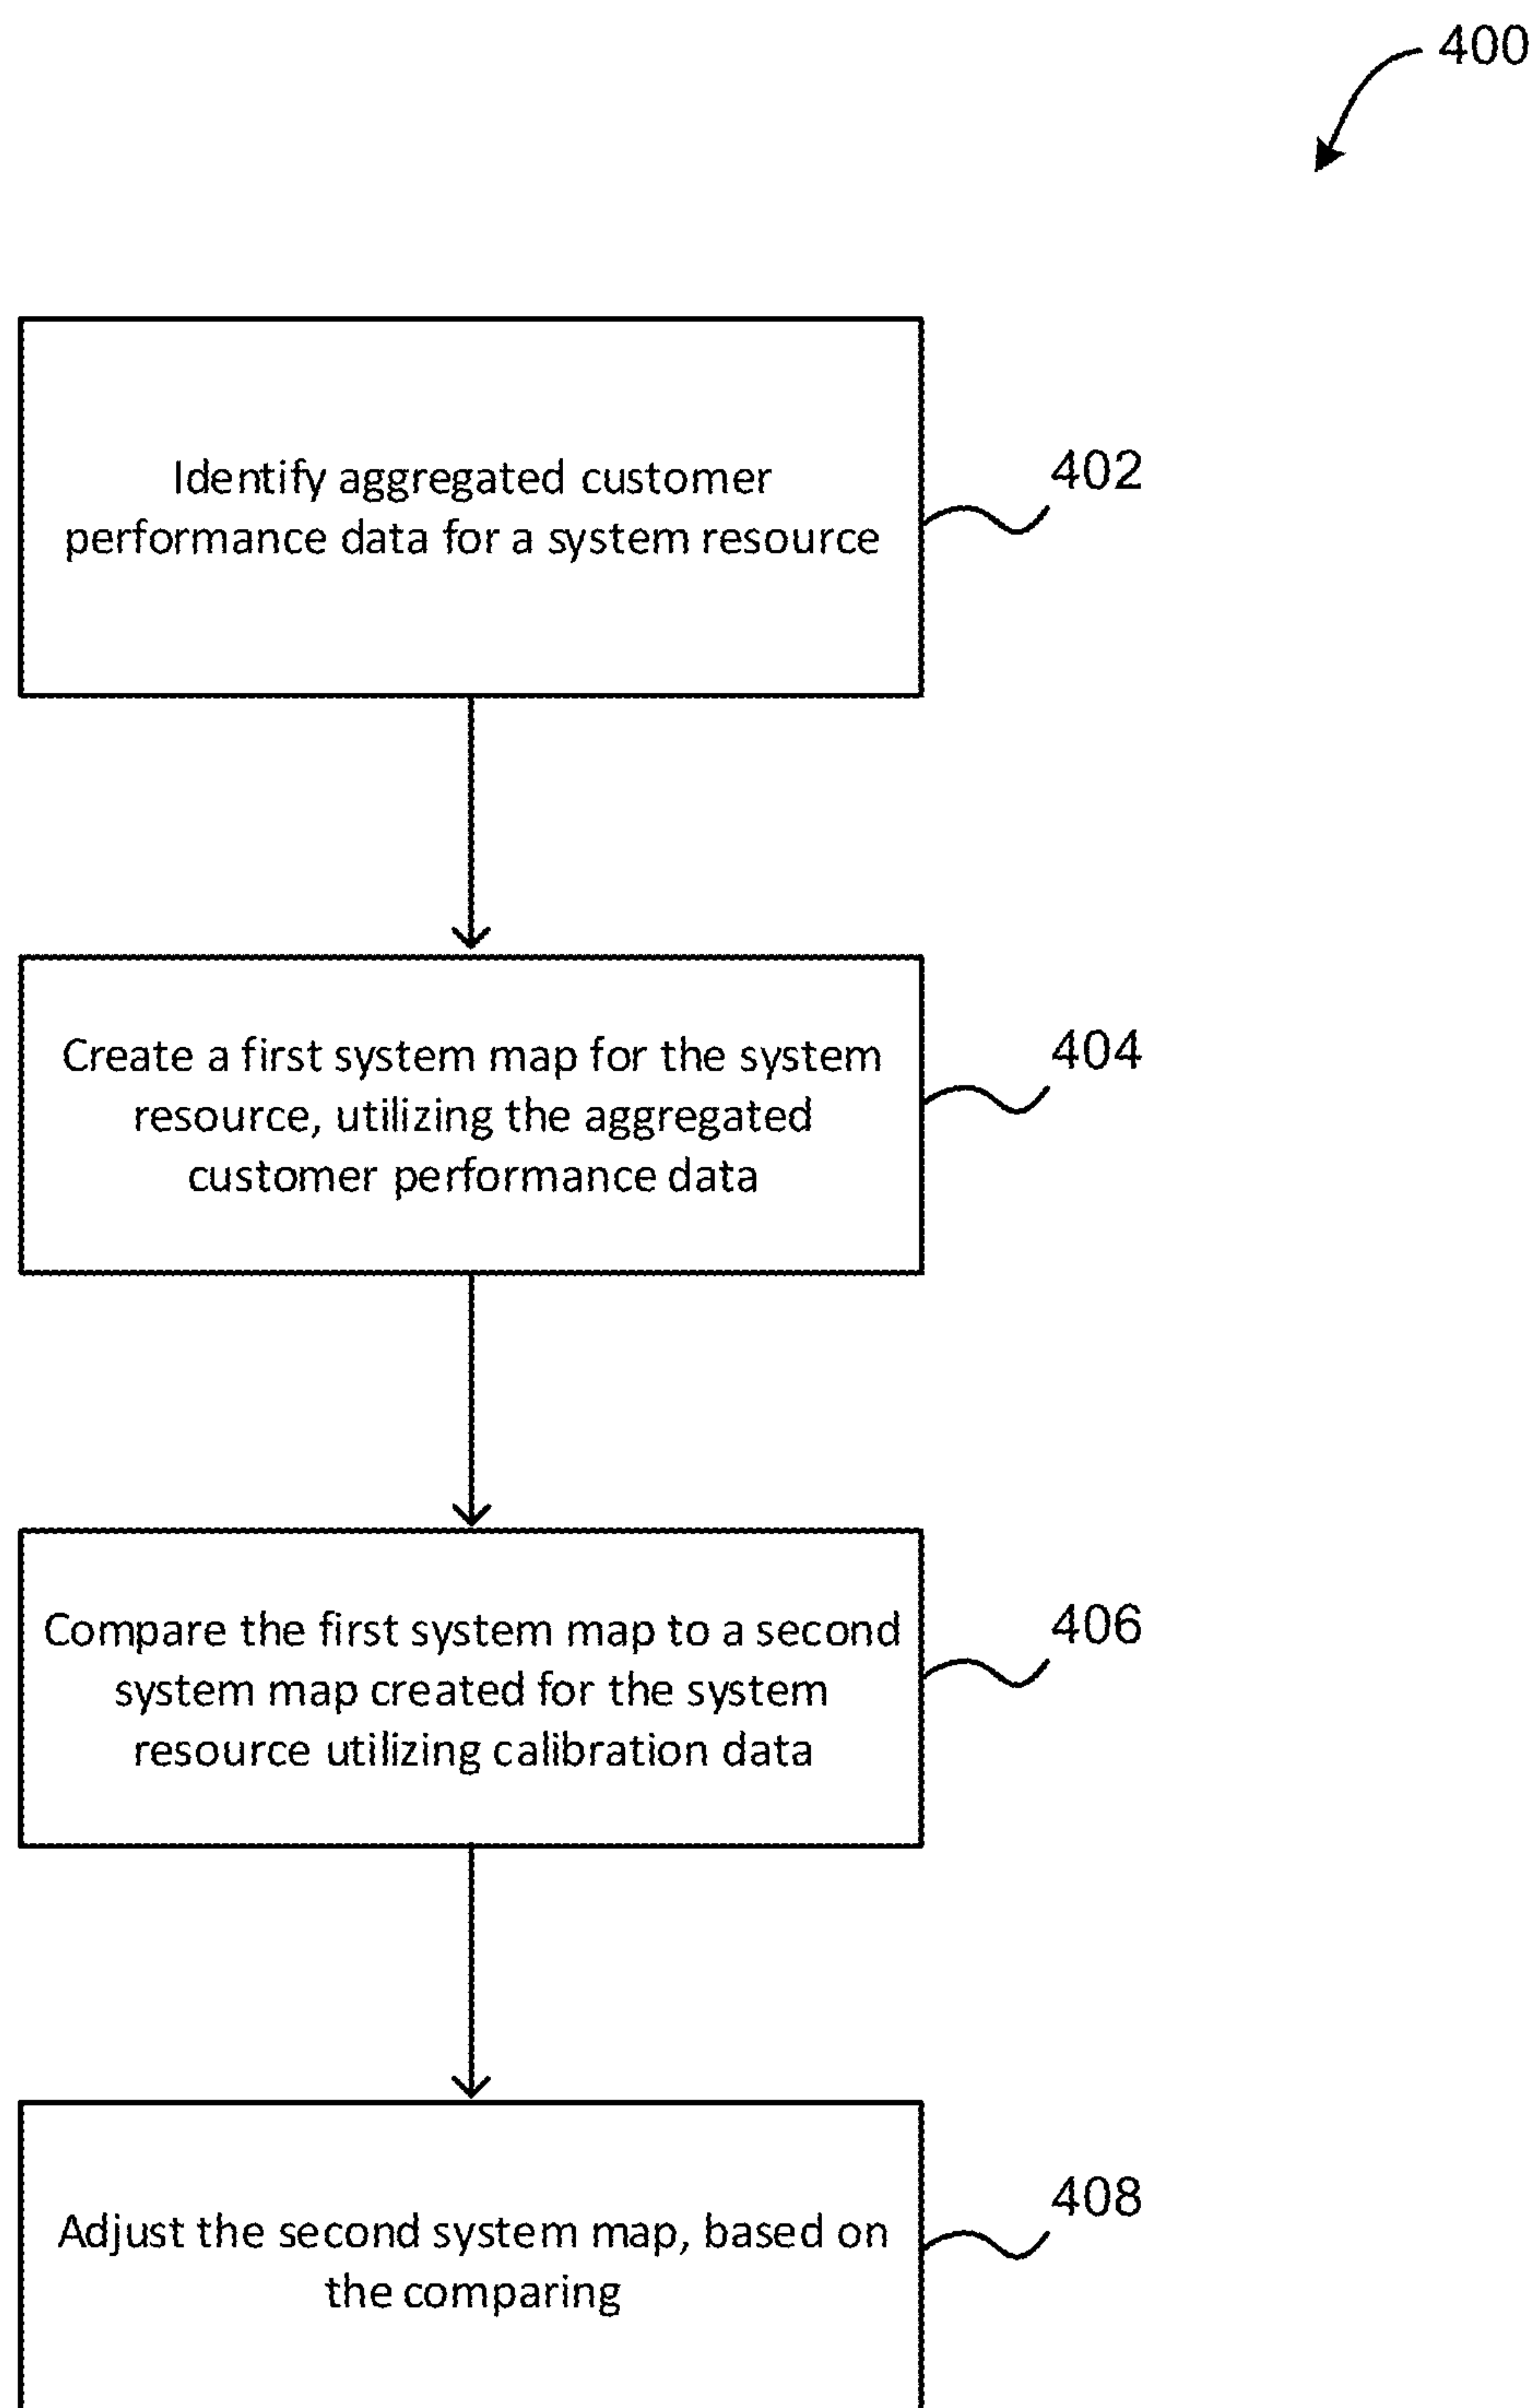 400
Identify aggregated customer
performance data for a system resource
402
Create a first system map for the system
resource, utilizing the aggregated
customer performance data
404
Compare the first system map to a second
system map created for the system
resource utilizing calibration data
406
Adjust the second system map, based on
the comparing
408